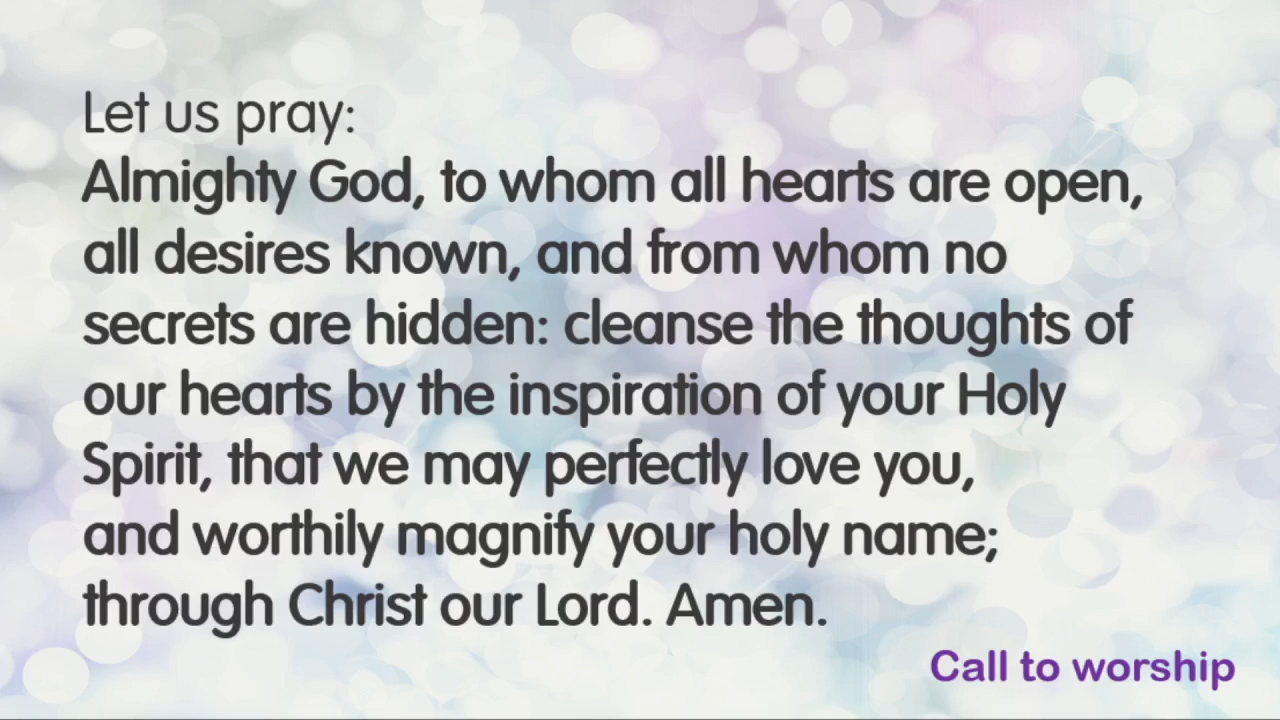 Let us pray:
Almighty God, to whom all hearts are open,
all desires known, and from whom no
secrets are hidden: cleanse the thoughts of
our hearts by the inspiration of your Holy
Spirit, that we may perfectly love you,
and worthily magnify your holy name;
through Christ our Lord. Amen.
Call to worship